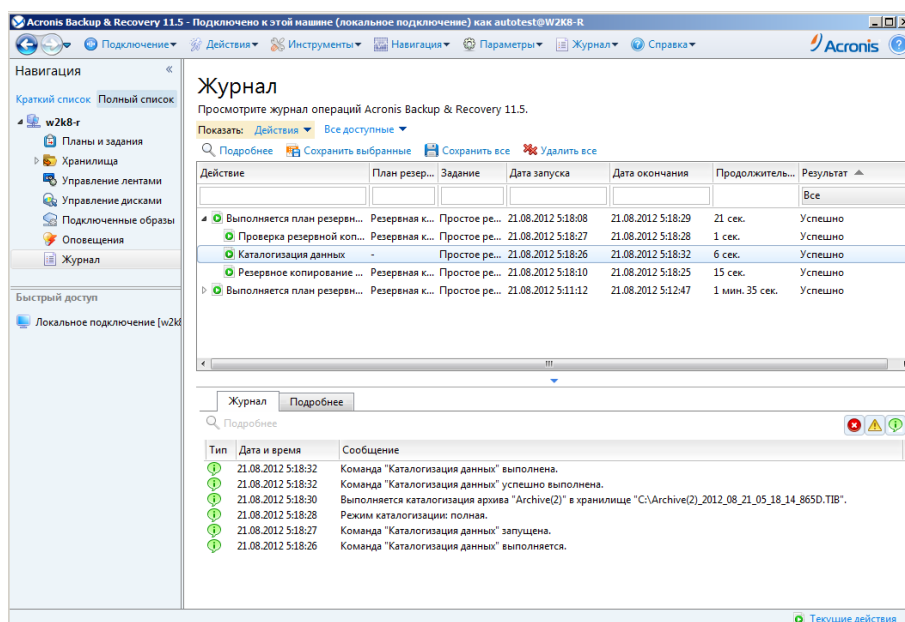 Acronis Backup & Recovery 11.5 - Подключено к этой машине (локальное подключение) как autotest@W2K8-R
Подключение Действия Инструменты Навигация Параметры Журнал Справка Acronis
Навигация
Краткий список Полный список
w2k8-r
Планы и задания
Хранилища
Управление лентами
Управление дисками
Подключенные образы
Оповещения
Журнал
Быстрый доступ
Локальное подключение [w2k8
Журнал
Просмотрите журнал операций Acronis Backup & Recovery 11.5.
Показать: Действия Все доступные
Подробнее Сохранить выбранные Сохранить все Удалить все
Действие План резер... Задание Дата запуска Дата окончания Продолжитель... Результат
Все
Выполняется план резервн... Резервная к... Простое ре... 21.08.2012 5:18:08 21.08.2012 5:18:29 21 сек. Успешно
Проверка резервной коп... Резервная к... Простое ре... 21.08.2012 5:18:27 21.08.2012 5:18:28 1 сек. Успешно
Каталогизация данных - Простое ре... 21.08.2012 5:18:26 21.08.2012 5:18:32 6 сек. Успешно
Резервное копирование ... Резервная к... Простое ре... 21.08.2012 5:18:10 21.08.2012 5:18:25 15 сек. Успешно
Выполняется план резервн... Резервная к... Простое ре... 21.08.2012 5:11:12 21.08.2012 5:12:47 1 мин. 35 сек. Успешно
Журнал Подробнее
Подробнее
Тип Дата и время Сообщение
21.08.2012 5:18:32 Команда "Каталогизация данных" выполнена.
21.08.2012 5:18:32 Команда "Каталогизация данных" успешно выполнена.
21.08.2012 5:18:30 Выполняется каталогизация архива "Archive(2)" в хранилище "C:\Archive(2)_2012_08_21_05_18_14_865D.TIB".
21.08.2012 5:18:28 Режим каталогизации: полная.
21.08.2012 5:18:27 Команда "Каталогизация данных" запущена.
21.08.2012 5:18:26 Команда "Каталогизация данных" выполняется.
Текущие действия